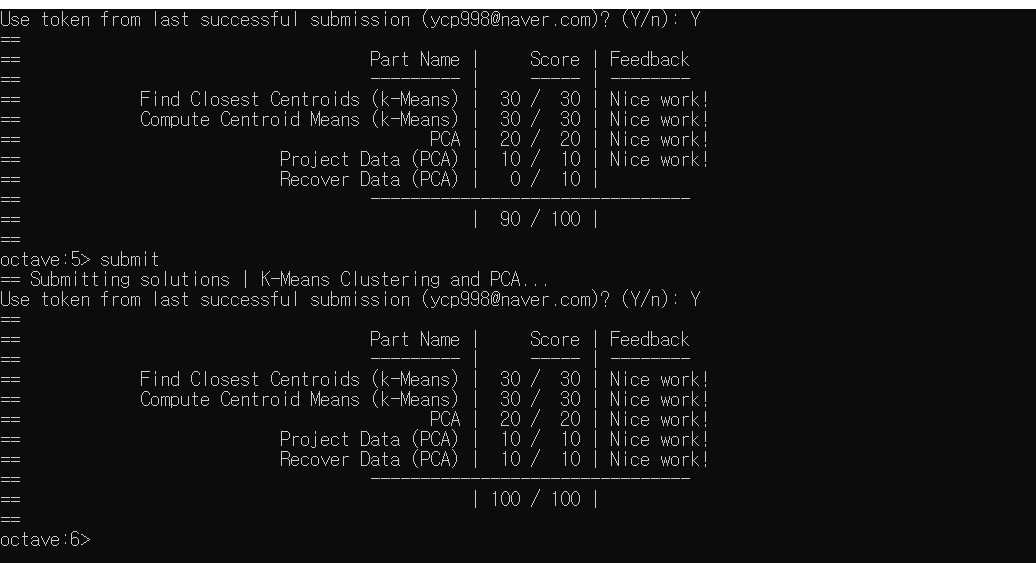 Use token from last successful submission (ycp998@naver.com)? (Y/n): Y
==
==                                   Part Name |     Score | Feedback
==                                   --------- |     ----- | --------
==            Find Closest Centroids (k-Means) |  30 /  30 | Nice work!
==            Compute Centroid Means (k-Means) |  30 /  30 | Nice work!
==                                         PCA |  20 /  20 | Nice work!
==                          Project Data (PCA) |  10 /  10 | Nice work!
==                          Recover Data (PCA) |   0 /  10 |
==                                   --------------------------------
==                                             |  90 / 100 |
==
octave:5> submit
== Submitting solutions | K-Means Clustering and PCA...
Use token from last successful submission (ycp998@naver.com)? (Y/n): Y
==
==                                   Part Name |     Score | Feedback
==                                   --------- |     ----- | --------
==            Find Closest Centroids (k-Means) |  30 /  30 | Nice work!
==            Compute Centroid Means (k-Means) |  30 /  30 | Nice work!
==                                         PCA |  20 /  20 | Nice work!
==                          Project Data (PCA) |  10 /  10 | Nice work!
==                          Recover Data (PCA) |  10 /  10 | Nice work!
==                                   --------------------------------
==                                             | 100 / 100 |
==
octave:6>